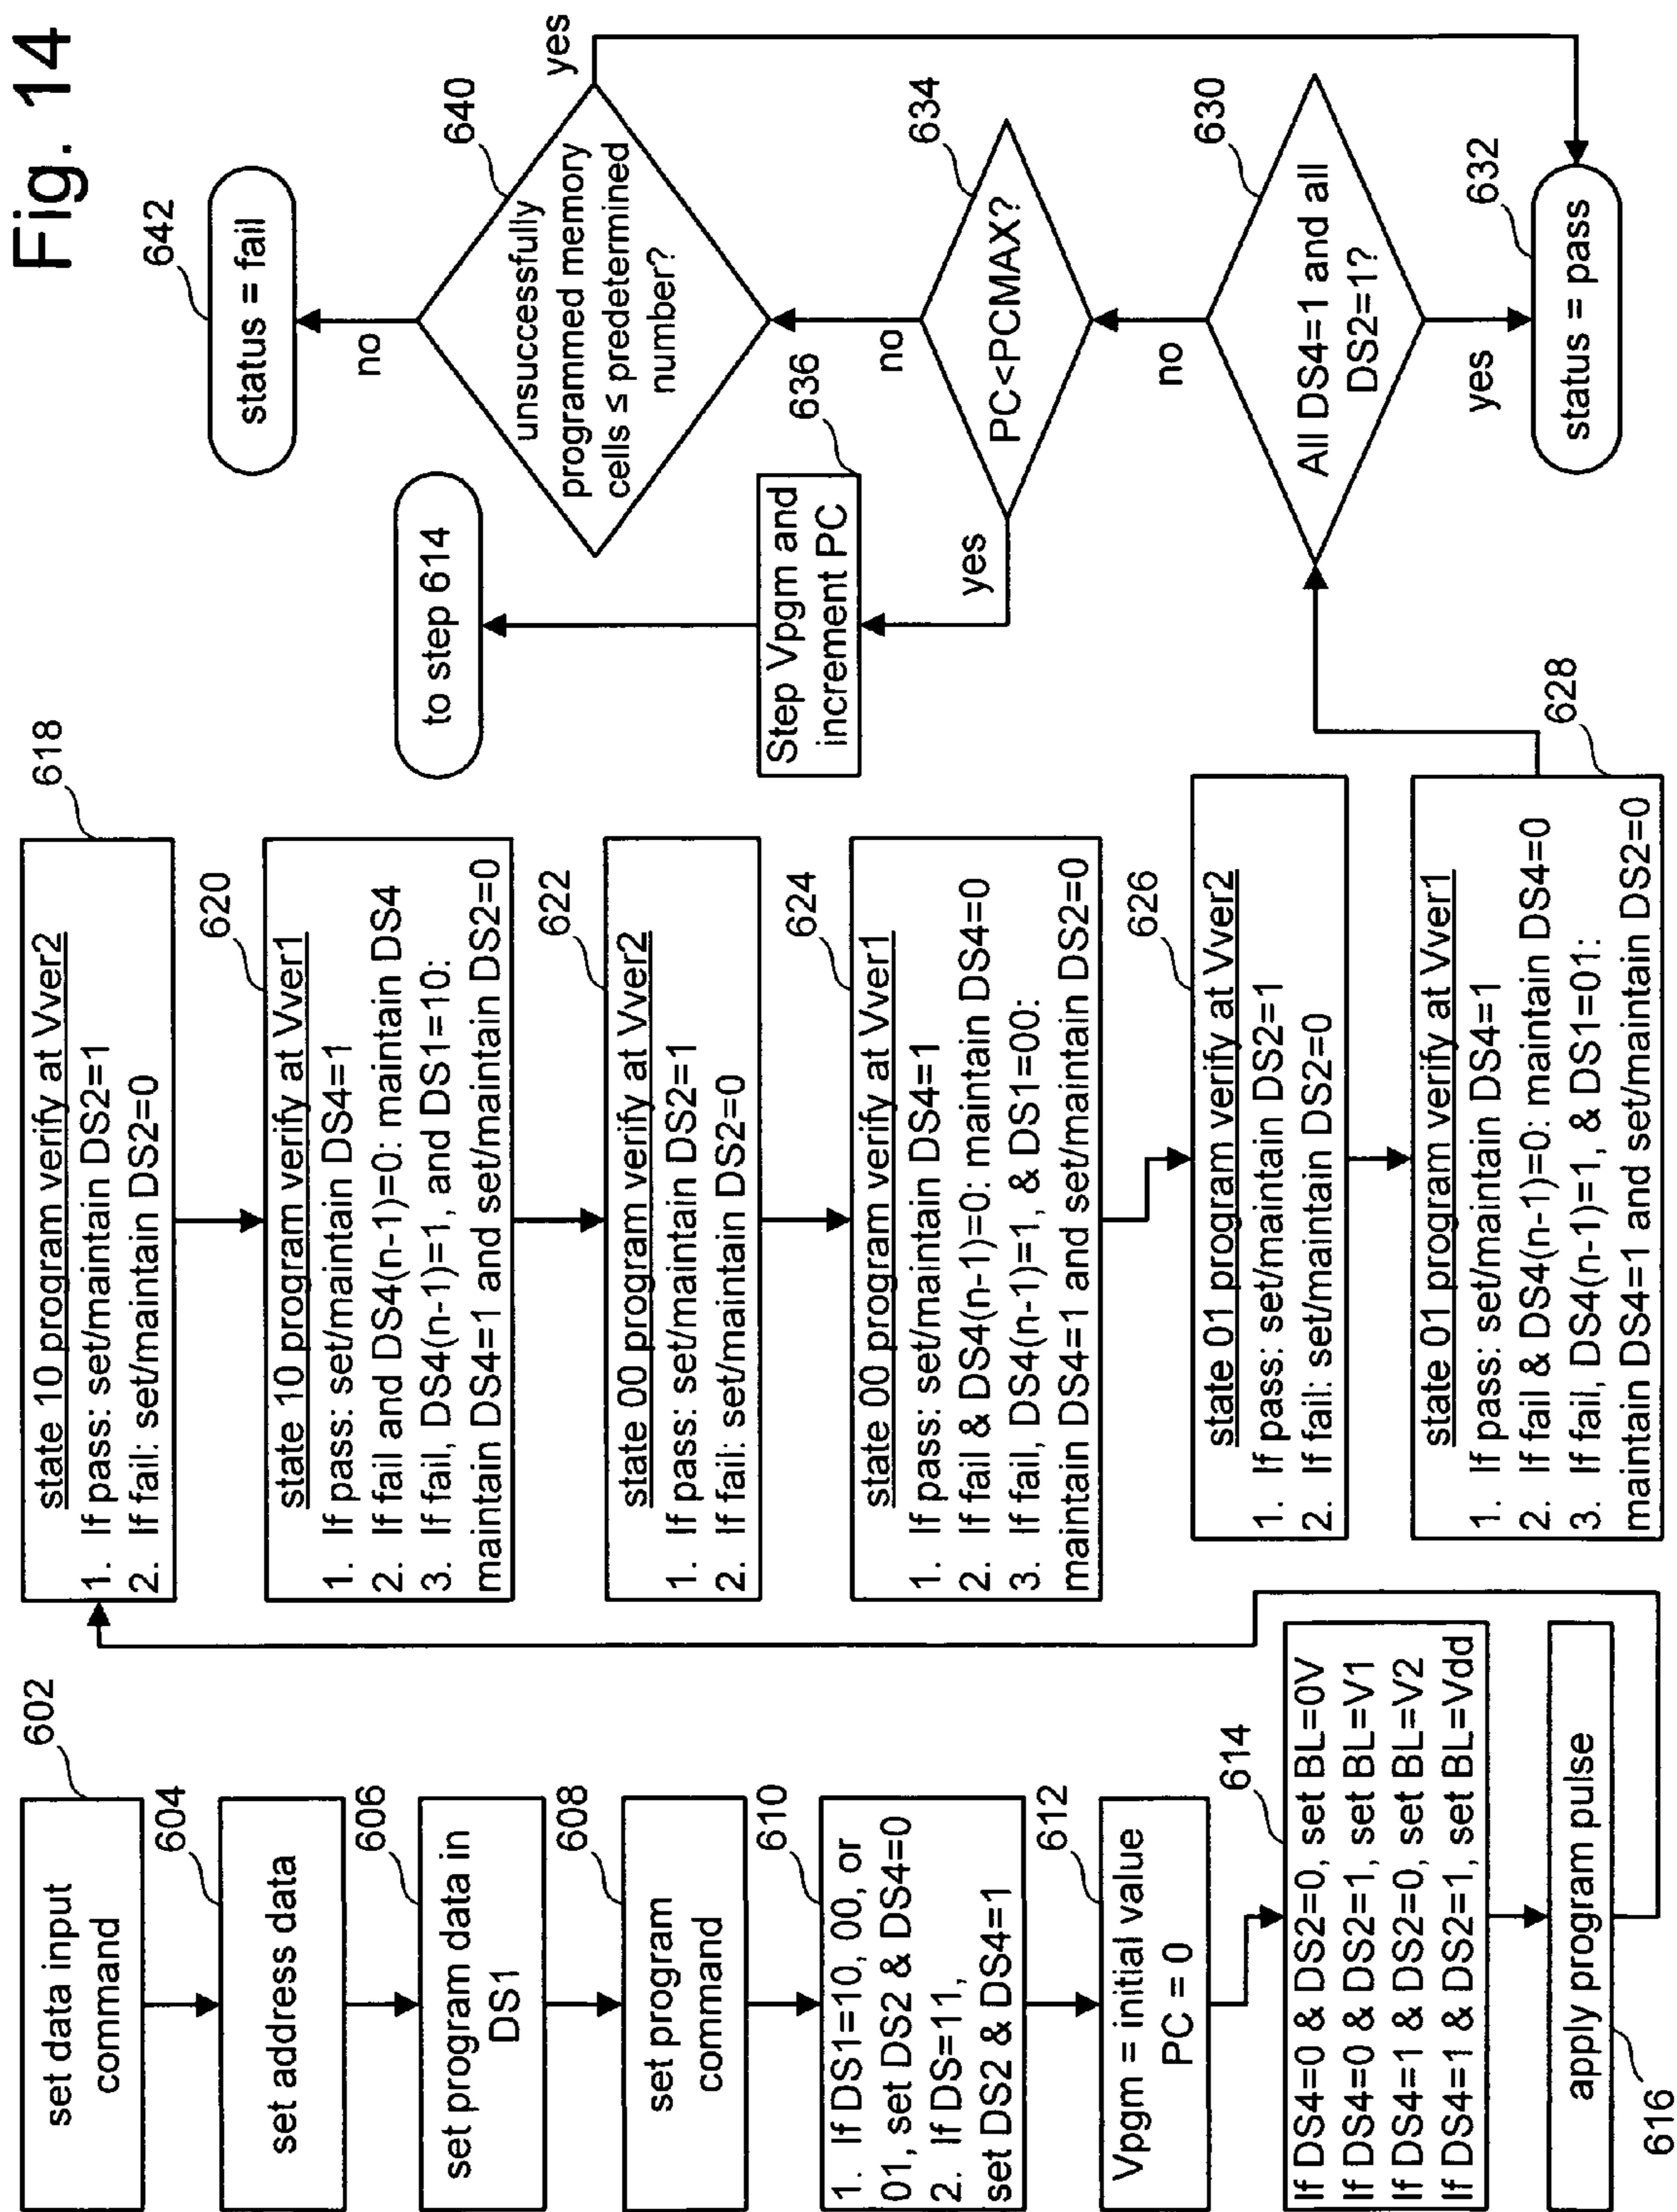 Fig. 14
set data input
command
602
set address data
604
set program data in
DS1
606
set program
command
608
1. If DS1=10, 00, or
01, set DS2 & DS4=0
2. If DS=11,
set DS2 & DS4=1
610
Vpgm = initial value
PC = 0
612
If DS4=0 & DS2=0, set BL=0V
If DS4=0 & DS2=1, set BL=V1
If DS4=1 & DS2=0, set BL=V2
If DS4=1 & DS2=1, set BL=Vdd
614
apply program pulse
616
state 10 program verify at Vver2
1. If pass: set/maintain DS2=1
2. If fail: set/maintain DS2=0
618
state 10 program verify at Vver1
1. If pass: set/maintain DS4=1
2. If fail and DS4(n-1)=0: maintain DS4
3. If fail, DS4(n-1)=1, and DS1=10:
maintain DS4=1 and set/maintain DS2=0
620
state 00 program verify at Vver2
1. If pass: set/maintain DS2=1
2. If fail: set/maintain DS2=0
622
state 00 program verify at Vver1
1. If pass: set/maintain DS4=1
2. If fail & DS4(n-1)=0: maintain DS4=0
3. If fail, DS4(n-1)=1, & DS1=00:
maintain DS4=1 and set/maintain DS2=0
624
state 01 program verify at Vver2
1. If pass: set/maintain DS2=1
2. If fail: set/maintain DS2=0
626
state 01 program verify at Vver1
1. If pass: set/maintain DS4=1
2. If fail & DS4(n-1)=0: maintain DS4=0
3. If fail, DS4(n-1)=1, & DS1=01:
maintain DS4=1 and set/maintain DS2=0
628
All DS4=1 and all
DS2=1?
630
yes
no
status = pass
632
PC<PCMAX?
634
yes
no
Step Vpgm and
increment PC
636
to step 614
unsuccessfully
programmed memory
cells ≤ predetermined
number?
640
yes
no
status = fail
642